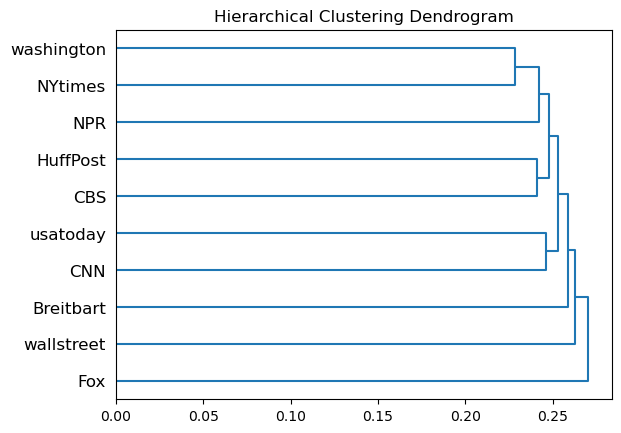 Hierarchical Clustering Dendrogram
washington
NYtimes
NPR
HuffPost
CBS
usatoday
CNN
Breitbart
wallstreet
Fox
0.00 0.05 0.10 0.15 0.20 0.25